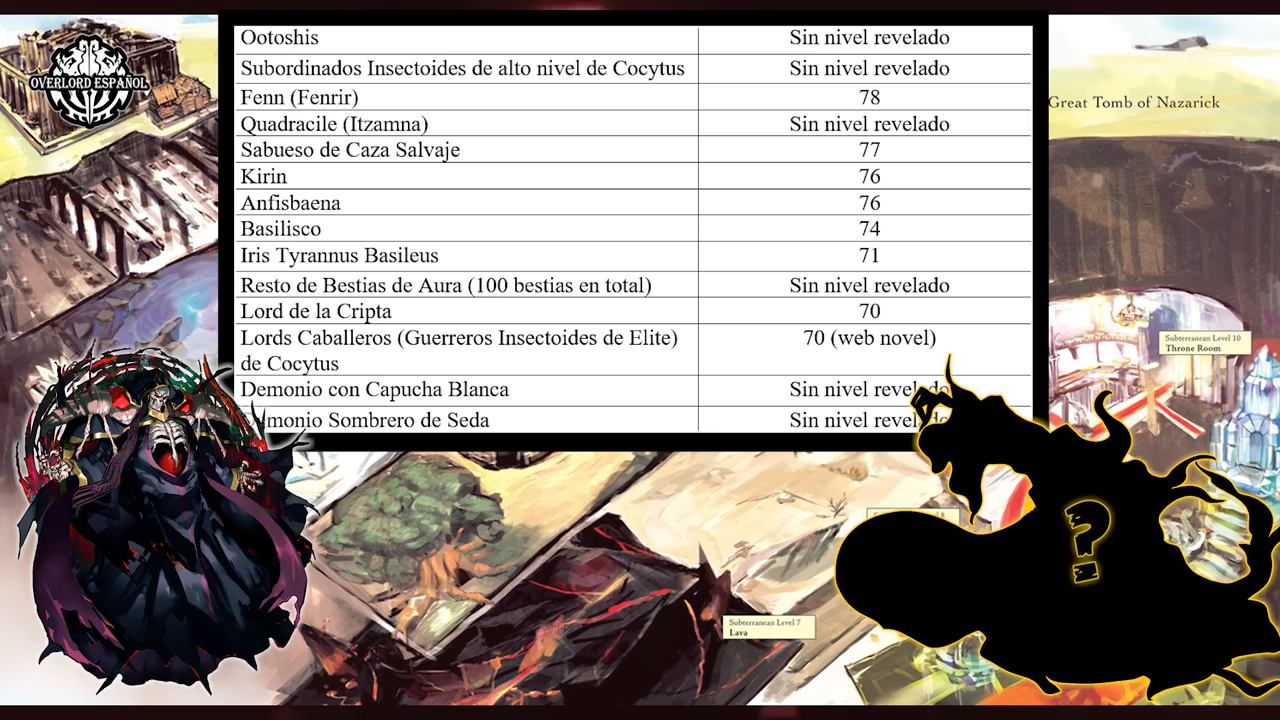 OVERLORD ESPAÑOL
Ootoshis Sin nivel revelado
Subordinados Insectoides de alto nivel de Cocytus Sin nivel revelado
Fenn (Fenrir) 78
Quadracile (Itzamna) Sin nivel revelado
Sabueso de Caza Salvaje 77
Kirin 76
Anfisbaena 76
Basilisco 74
Iris Tyrannus Basileus 71
Resto de Bestias de Aura (100 bestias en total) Sin nivel revelado
Lord de la Cripta 70
Lords Caballeros (Guerreros Insectoides de Elite) 70 (web novel)
de Cocytus
Demonio con Capucha Blanca Sin nivel
Sombrero de Seda Sin nivel
Great Tomb of Nazarick
Subterranean Level 10
Throne Room
?
Subterranean Level 7
Lava